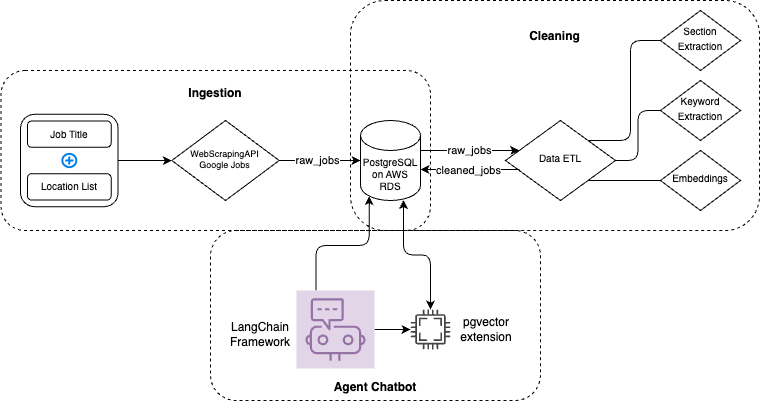 Cleaning
Section
Extraction
Ingestion
Job Title
Location List
WebScrapingAPI
Google Jobs
raw_jobs
PostgreSQL
on AWS
RDS
raw_jobs
cleaned_jobs
Data ETL
Keyword
Extraction
Embeddings
LangChain
Framework
pgvector
extension
Agent Chatbot